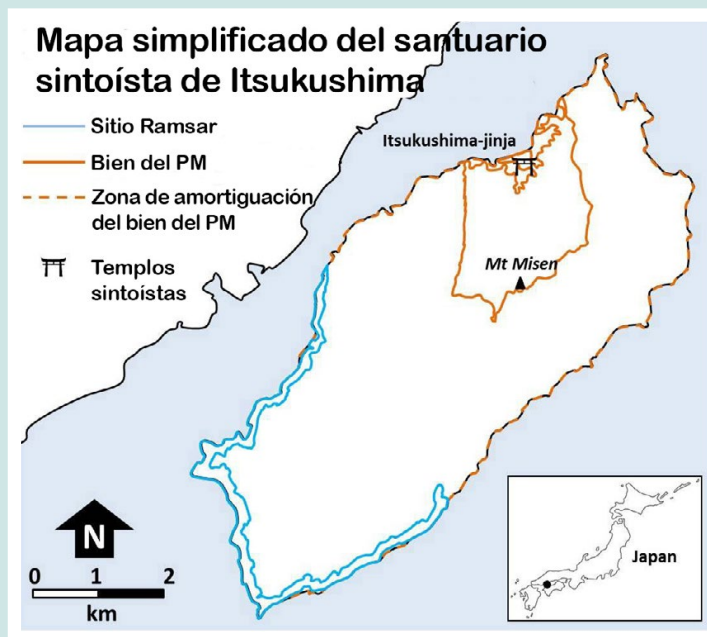 Mapa simplificado del santuario
sintoísta de Itsukushima
Sitio Ramsar
Bien del PM
Zona de amortiguación
del bien del PM
Templos
sintoístas
Itsukushima-jinja
Mt Misen
N
0 1 2
km
Japan